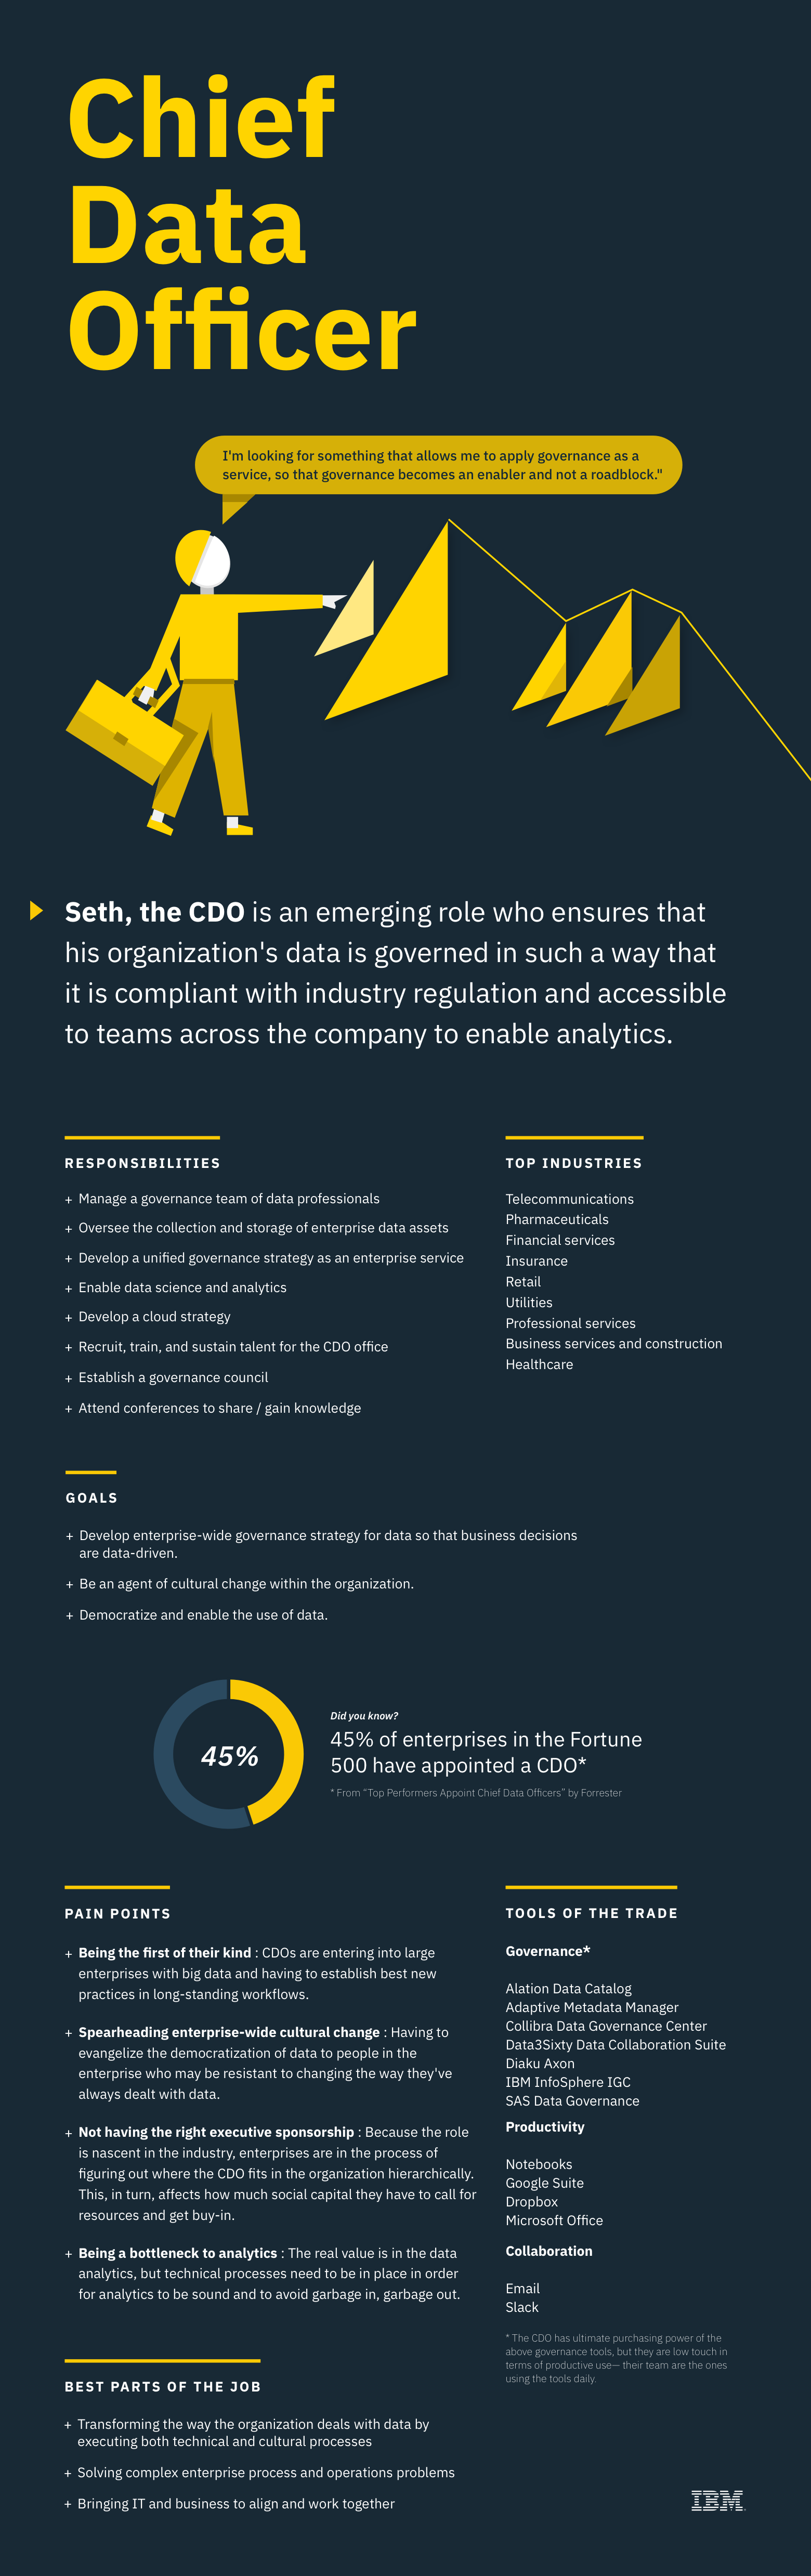 Chief
Data
Officer
I'm looking for something that allows me to apply governance as a
service, so that governance becomes an enabler and not a roadblock."
Seth, the CDO is an emerging role who ensures that
his organization's data is governed in such a way that
it is compliant with industry regulation and accessible
to teams across the company to enable analytics.
RESPONSIBILITIES
+ Manage a governance team of data professionals
+ Oversee the collection and storage of enterprise data assets
+ Develop a unified governance strategy as an enterprise service
+ Enable data science and analytics
+ Develop a cloud strategy
+ Recruit, train, and sustain talent for the CDO office
+ Establish a governance council
+ Attend conferences to share / gain knowledge
TOP INDUSTRIES
Telecommunications
Pharmaceuticals
Financial services
Insurance
Retail
Utilities
Professional services
Business services and construction
Healthcare
GOALS
+ Develop enterprise-wide governance strategy for data so that business decisions
are data-driven.
+ Be an agent of cultural change within the organization.
+ Democratize and enable the use of data.
45%
Did you know?
45% of enterprises in the Fortune
500 have appointed a CDO*
* From “Top Performers Appoint Chief Data Officers” by Forrester
PAIN POINTS
+ Being the first of their kind : CDOs are entering into large
enterprises with big data and having to establish best new
practices in long-standing workflows.
+ Spearheading enterprise-wide cultural change : Having to
evangelize the democratization of data to people in the
enterprise who may be resistant to changing the way they've
always dealt with data.
+ Not having the right executive sponsorship : Because the role
is nascent in the industry, enterprises are in the process of
figuring out where the CDO fits in the organization hierarchically.
This, in turn, affects how much social capital they have to call for
resources and get buy-in.
+ Being a bottleneck to analytics : The real value is in the data
analytics, but technical processes need to be in place in order
for analytics to be sound and to avoid garbage in, garbage out.
TOOLS OF THE TRADE
Governance*
Alation Data Catalog
Adaptive Metadata Manager
Collibra Data Governance Center
Data3Sixty Data Collaboration Suite
Diaku Axon
IBM InfoSphere IGC
SAS Data Governance
Productivity
Notebooks
Google Suite
Dropbox
Microsoft Office
Collaboration
Email
Slack
* The CDO has ultimate purchasing power of the
above governance tools, but they are low touch in
terms of productive use— their team are the ones
using the tools daily.
BEST PARTS OF THE JOB
+ Transforming the way the organization deals with data by
executing both technical and cultural processes
+ Solving complex enterprise process and operations problems
+ Bringing IT and business to align and work together
IBM